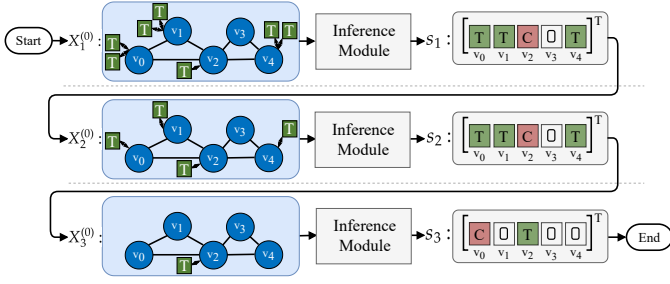 Start
X₁⁽⁰⁾ :
T T T T T T T
v₁ v₃
v₀ v₂ v₄
Inference
Module
s₁ : [ T T C 0 T ]ᵀ
v₀ v₁ v₂ v₃ v₄
X₂⁽⁰⁾ :
T T T T
v₁ v₃
v₀ v₂ v₄
Inference
Module
s₂ : [ T T C 0 T ]ᵀ
v₀ v₁ v₂ v₃ v₄
X₃⁽⁰⁾ :
v₁ v₃
v₀ v₂ v₄
T
Inference
Module
s₃ : [ C 0 T 0 0 ]ᵀ
v₀ v₁ v₂ v₃ v₄
End